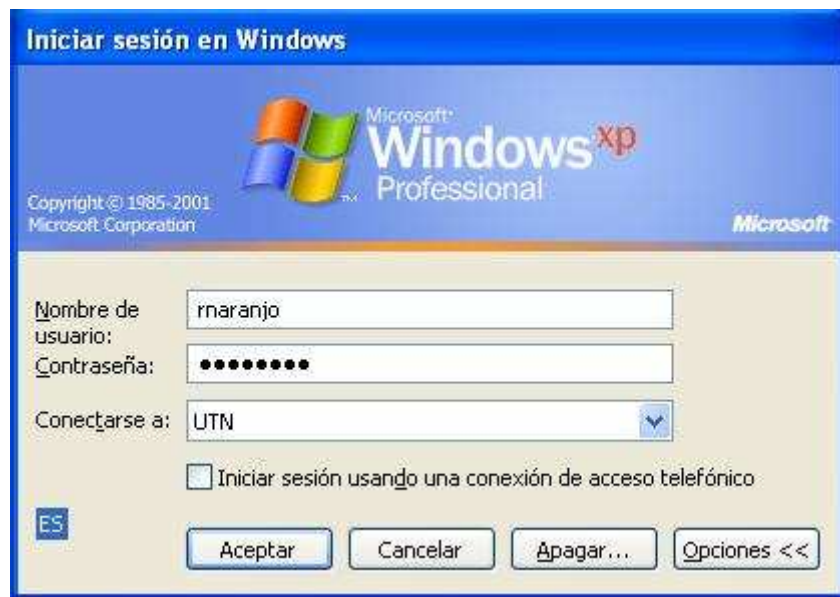 Iniciar sesión en Windows
Microsoft®
Windows xp
Professional
TM
Copyright © 1985-2001
Microsoft Corporation
Microsoft
Nombre de
usuario:
rnaranjo
Contraseña:
●●●●●●●●
Conectarse a:
UTN
Iniciar sesión usando una conexión de acceso telefónico
ES
Aceptar
Cancelar
Apagar...
Opciones <<